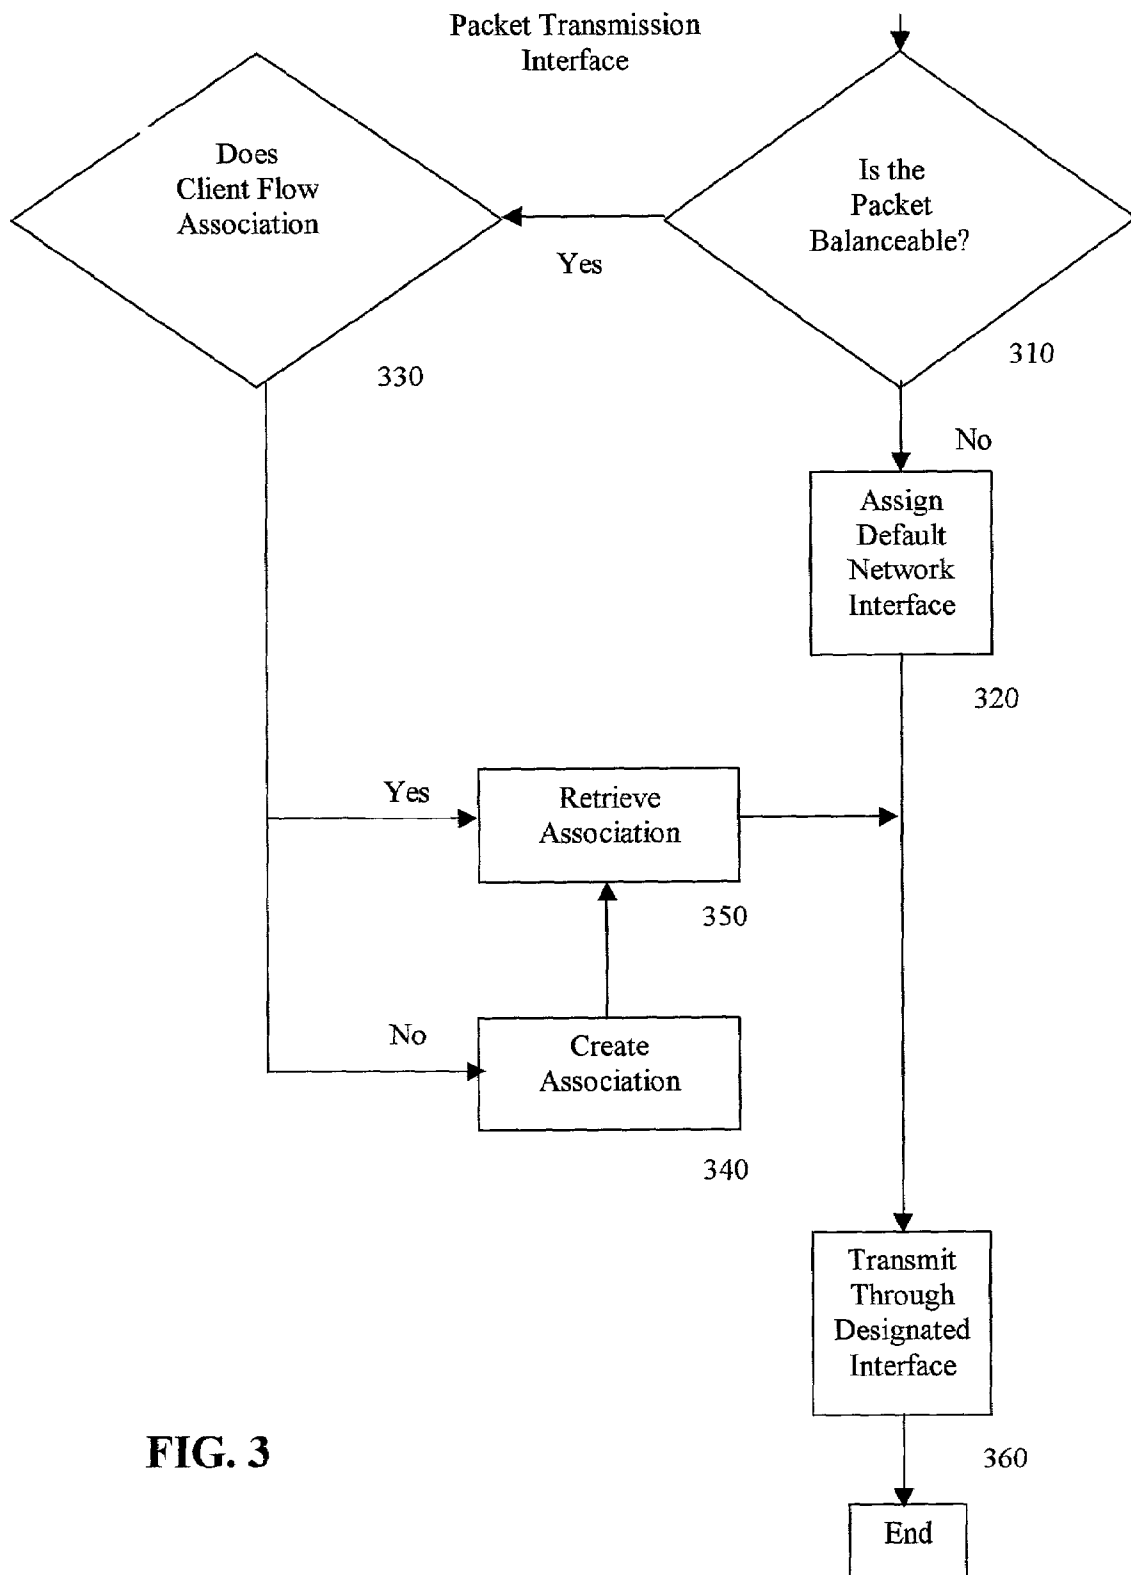 Packet Transmission
Interface
Does
Client Flow
Association
Is the
Packet
Balanceable?
Yes
330
310
No
Assign
Default
Network
Interface
320
Yes
Retrieve
Association
350
No
Create
Association
340
Transmit
Through
Designated
Interface
360
FIG. 3
End